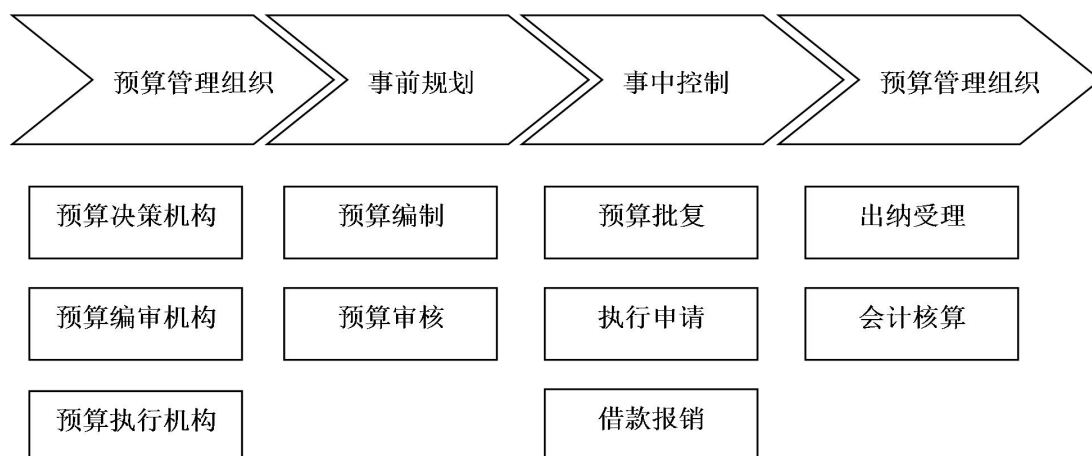 预算管理组织
事前规划
事中控制
预算管理组织
预算决策机构
预算编制
预算批复
出纳受理
预算编审机构
预算审核
执行申请
会计核算
预算执行机构
借款报销